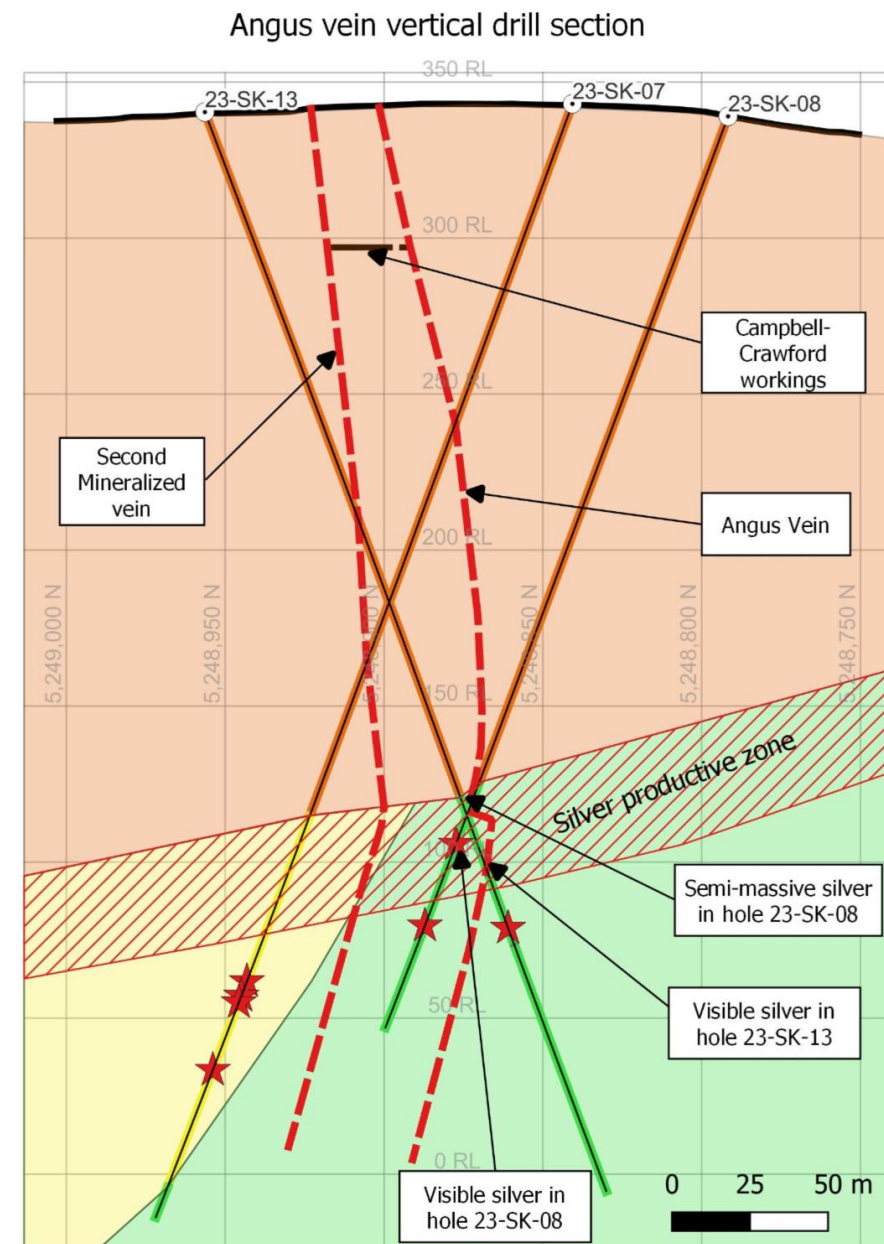 Angus vein vertical drill section
350 RL
23-SK-13
23-SK-07
23-SK-08
300 RL
Campbell-
Crawford
workings
250 RL
Second
Mineralized
vein
Angus Vein
200 RL
5,249,000 N
5,248,950 N
5,248,900 N
5,248,850 N
5,248,800 N
5,248,750 N
150 RL
Silver productive zone
100 RL
Semi-massive silver
in hole 23-SK-08
Visible silver in
hole 23-SK-13
50 RL
0 RL
Visible silver in
hole 23-SK-08
0 25 50 m